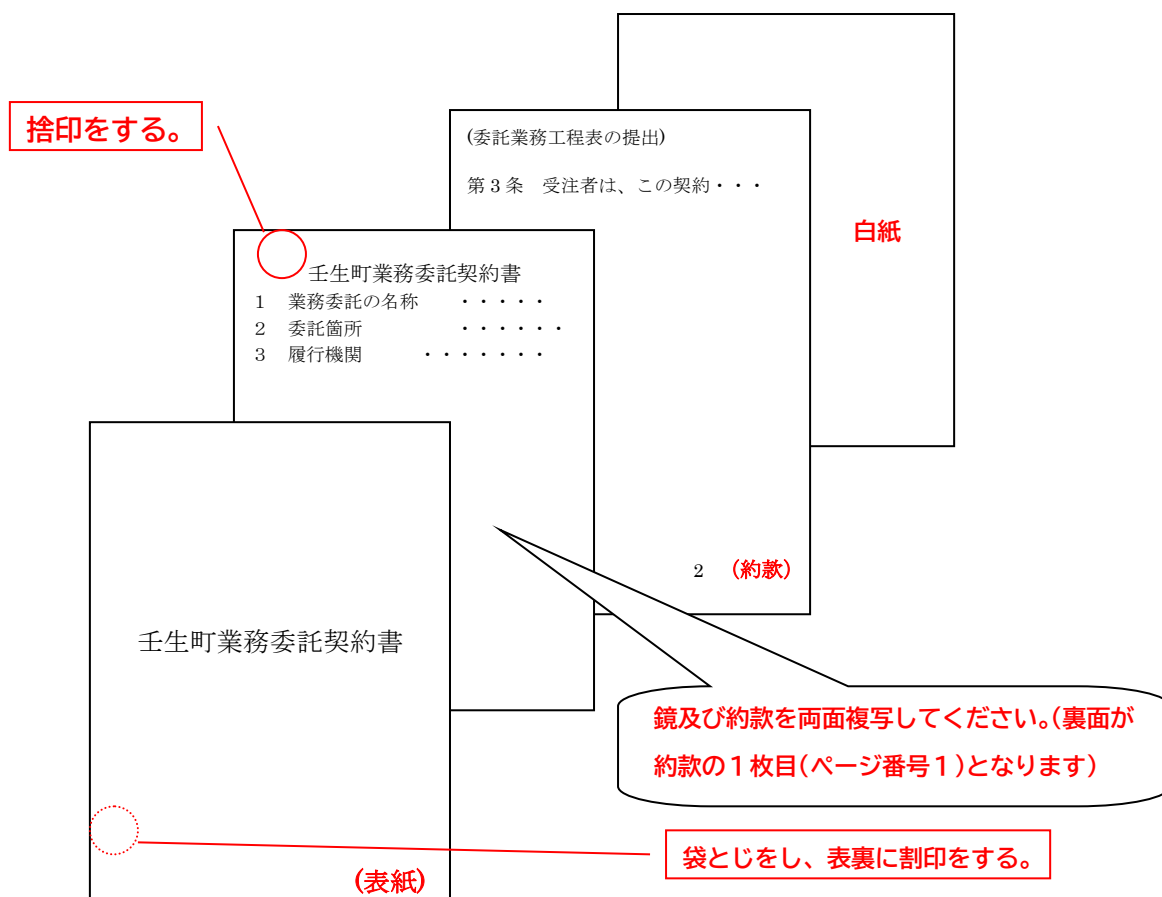 捨印をする。
(委託業務工程表の提出)
第3条 受注者は、この契約・・・
白紙
壬生町業務委託契約書
1 業務委託の名称 ・・・・・
2 委託箇所 ・・・・・・
3 履行機関 ・・・・・・・
2 (約款)
壬生町業務委託契約書
鏡及び約款を両面複写してください。(裏面が
約款の1枚目(ページ番号1)となります)
袋とじをし、表裏に割印をする。
(表紙)